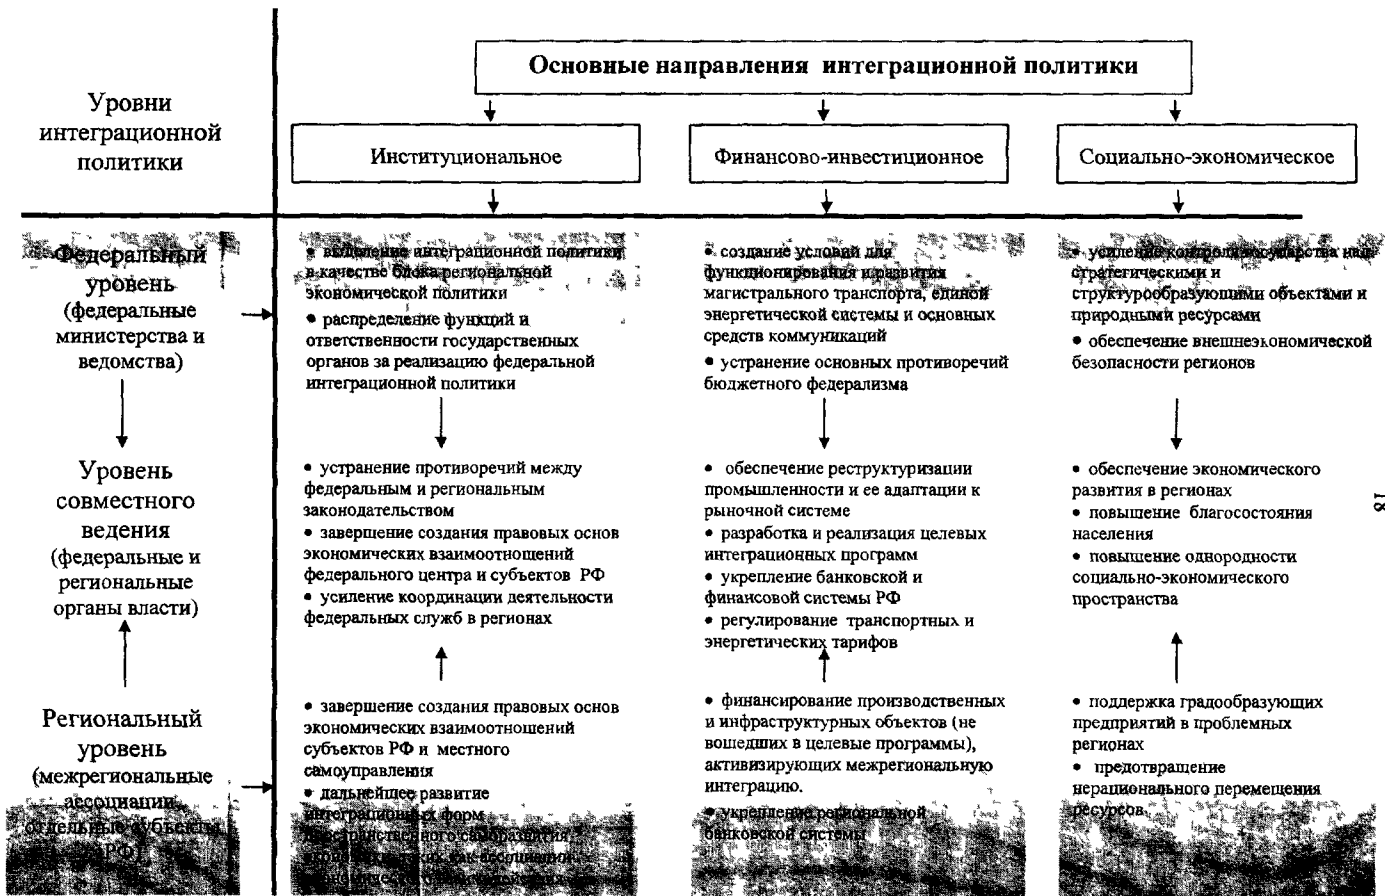 Основные направления интеграционной политики
Уровни
интеграционной
политики
Институциональное
Финансово-инвестиционное
Социально-экономическое
Федеральный
уровень
(федеральные
министерства и
ведомства)
• выделение интеграционной политики
в качестве блока региональной
экономической политики
• распределение функций и
ответственности государственных
органов за реализацию федеральной
интеграционной политики
• создание условий для
функционирования и развития
магистрального транспорта, единой
энергетической системы и основных
средств коммуникаций
• устранение основных противоречий
бюджетного федерализма
• усиление контроля государства над
стратегическими и
структурообразующими объектами и
природными ресурсами
• обеспечение внешнеэкономической
безопасности регионов
Уровень
совместного
ведения
(федеральные и
региональные
органы власти)
• устранение противоречий между
федеральным и региональным
законодательством
• завершение создания правовых основ
экономических взаимоотношений
федерального центра и субъектов РФ
• усиление координации деятельности
федеральных служб в регионах
• обеспечение реструктуризации
промышленности и ее адаптации к
рыночной системе
• разработка и реализация целевых
интеграционных программ
• укрепление банковской и
финансовой системы РФ
• регулирование транспортных и
энергетических тарифов
• обеспечение экономического
развития в регионах
• повышение благосостояния
населения
• повышение однородности
социально-экономического
пространства
18
Региональный
уровень
(межрегиональные
ассоциации,
отдельные субъекты
РФ)
• завершение создания правовых основ
экономических взаимоотношений
субъектов РФ и местного
самоуправления
• дальнейшее развитие
интеграционных форм
пространственного саморазвития
• финансирование производственных
и инфраструктурных объектов (не
вошедших в целевые программы),
активизирующих межрегиональную
интеграцию.
• укрепление региональной
банковской системы
• поддержка градообразующих
предприятий в проблемных
регионах
• предотвращение
нерационального перемещения
ресурсов